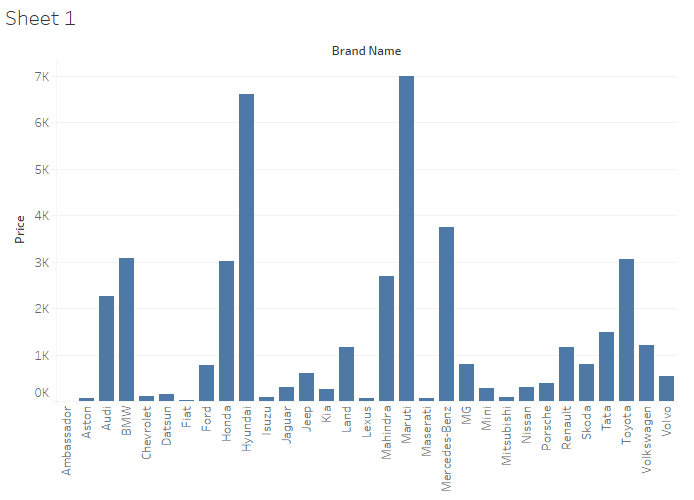 Sheet 1
Brand Name
Price
7K
6K
5K
4K
3K
2K
1K
0K
Ambassador
Aston
Audi
BMW
Chevrolet
Datsun
Fiat
Ford
Honda
Hyundai
Isuzu
Jaguar
Jeep
Kia
Land
Lexus
Mahindra
Maruti
Maserati
Mercedes-Benz
MG
Mini
Mitsubishi
Nissan
Porsche
Renault
Skoda
Tata
Toyota
Volkswagen
Volvo